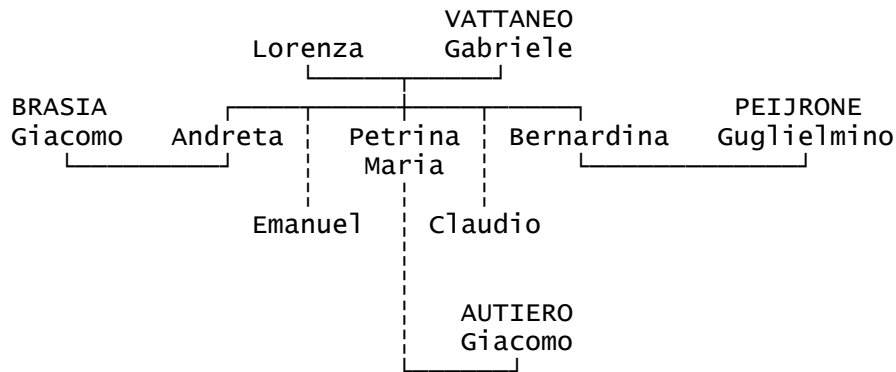 VATTANEO
Lorenza Gabriele
BRASIA PEIJRONE
Giacomo Andreta Petrina Bernardina Guglielmino
Maria
Emanuel Claudio
AUTIERO
Giacomo